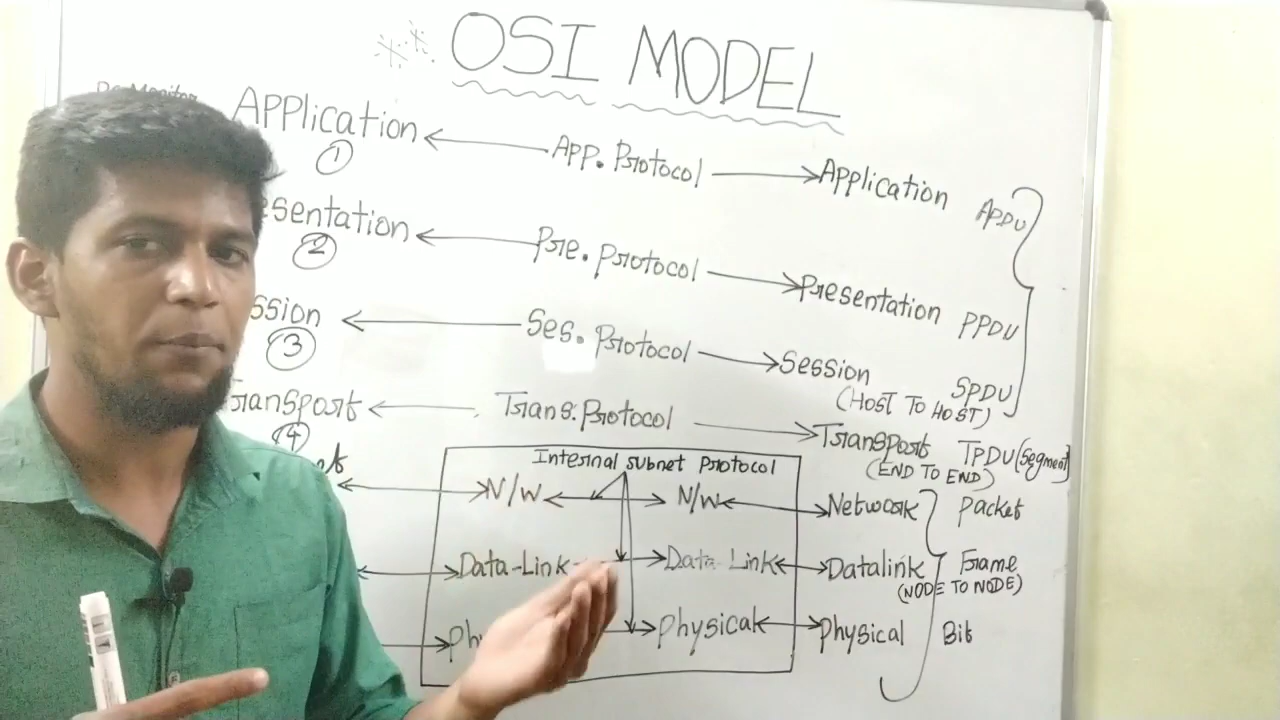 OSI MODEL
APPlication ① App. Protocol Application APDU
esentation ② Pre. Protocol Presentation PPDU
ssion ③ Ses. Protocol Session SPDU
(HOST TO HOST)
Transport ④ Trans. Protocol Transport TPDU (Segment)
(END TO END)
Internal subnet Protocol
N/W N/W Network Packet
Data-Link Data-Link Datalink Frame
(NODE TO NODE)
Ph Physical Physical Bit